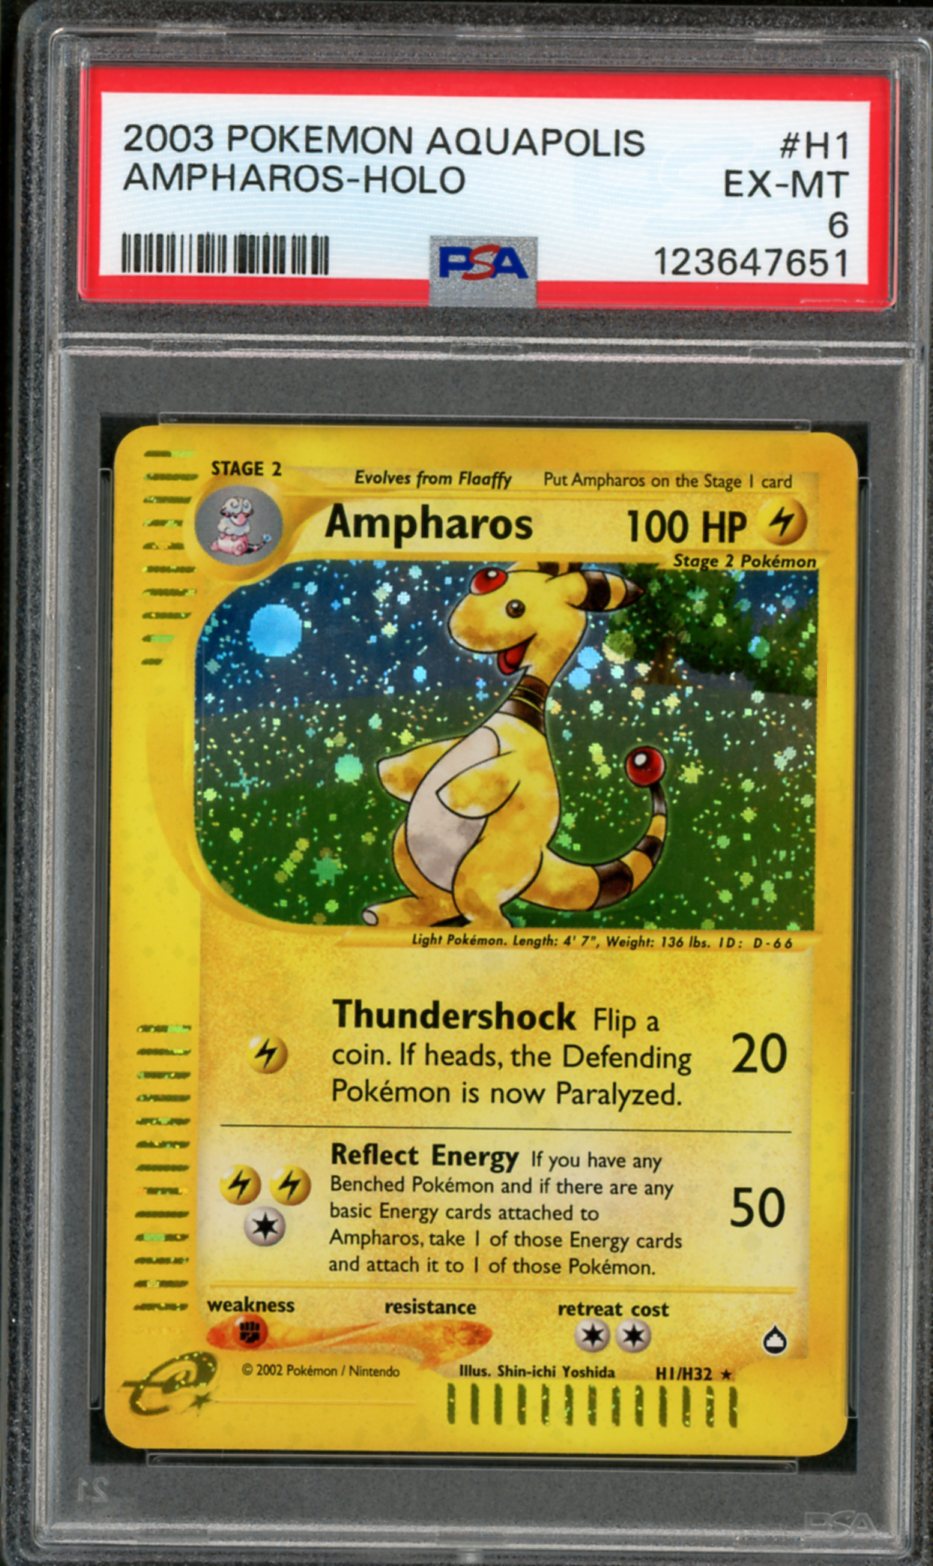 2003 POKEMON AQUAPOLIS #H1
AMPHAROS-HOLO EX-MT
6
PSA 123647651
STAGE 2 Evolves from Flaaffy Put Ampharos on the Stage 1 card
Ampharos 100 HP
Stage 2 Pokémon
Light Pokémon. Length: 4' 7", Weight: 136 lbs. ID: D-66
Thundershock Flip a
coin. If heads, the Defending 20
Pokémon is now Paralyzed.
Reflect Energy If you have any
Benched Pokémon and if there are any
basic Energy cards attached to 50
Ampharos, take 1 of those Energy cards
and attach it to 1 of those Pokémon.
weakness resistance retreat cost
© 2002 Pokémon / Nintendo Illus. Shin-ichi Yoshida H1/H32 ★
e
21
PSA